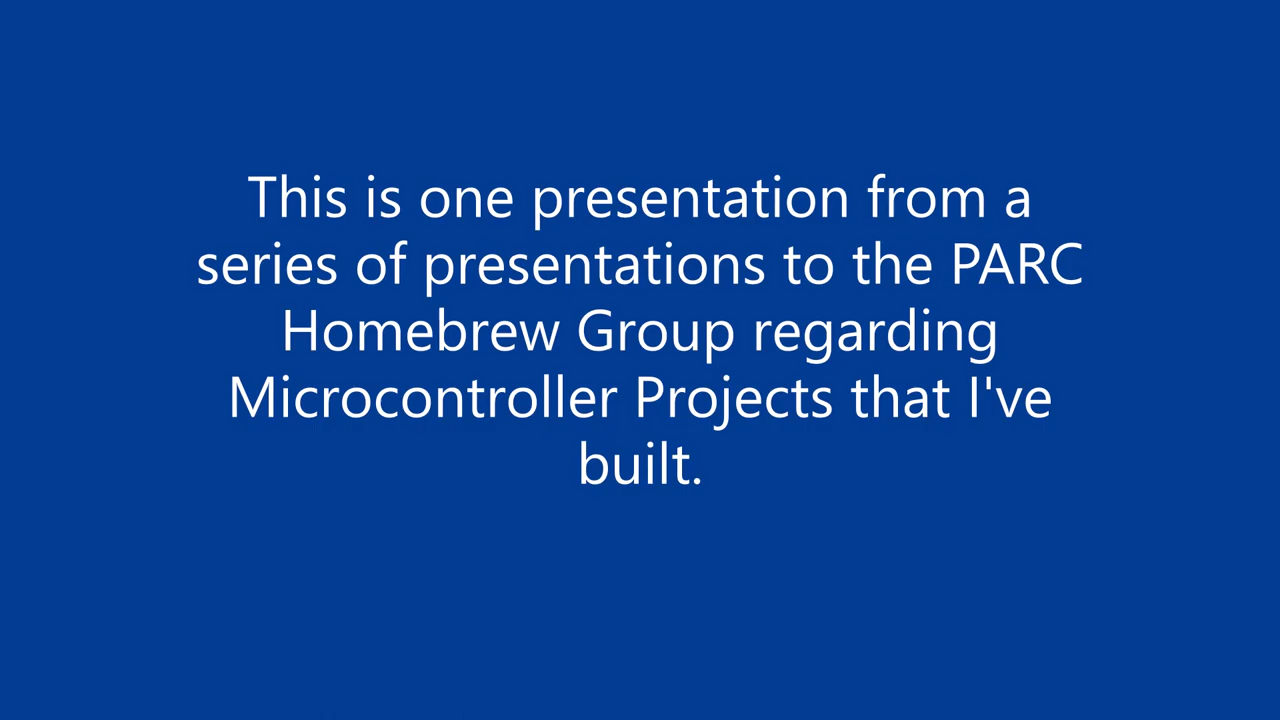 This is one presentation from a
series of presentations to the PARC
Homebrew Group regarding
Microcontroller Projects that I've
built.